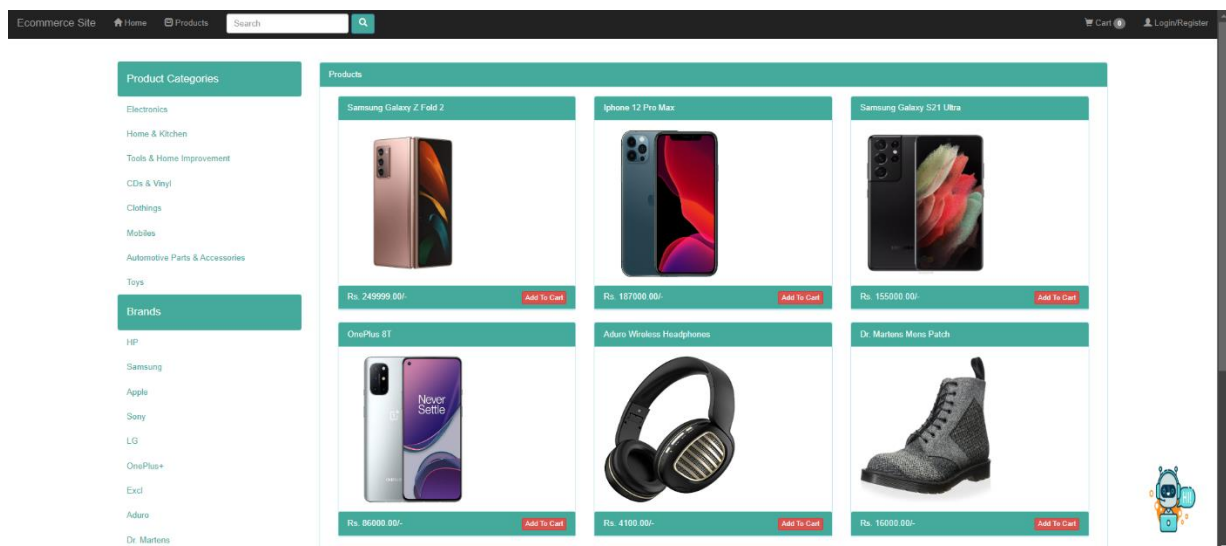 Ecommerce Site Home Products Search Cart 0 Login/Register
Product Categories
Electronics
Home & Kitchen
Tools & Home Improvement
CDs & Vinyl
Clothings
Mobiles
Automotive Parts & Accessories
Toys
Brands
HP
Samsung
Apple
Sony
LG
OnePlus+
Excl
Aduro
Dr. Martens
Products
Samsung Galaxy Z Fold 2
Rs. 249999.00/- Add To Cart
Iphone 12 Pro Max
Rs. 187000.00/- Add To Cart
Samsung Galaxy S21 Ultra
Rs. 155000.00/- Add To Cart
OnePlus 8T
Never
Settle
Rs. 86000.00/- Add To Cart
Aduro Wireless Headphones
Rs. 4100.00/- Add To Cart
Dr. Martens Mens Patch
Rs. 16000.00/- Add To Cart
HI!